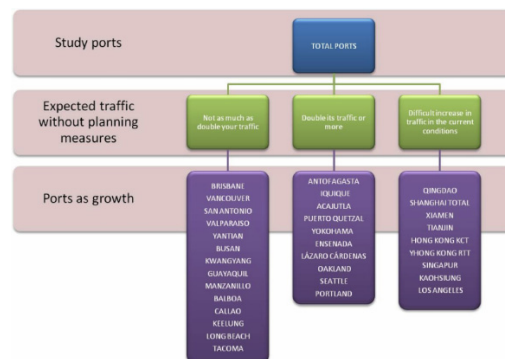 Study ports
TOTAL PORTS
Expected traffic
without planning
measures
Not as much as
double your traffic
Double its traffic or
more
Difficult increase in
traffic in the current
conditions
Ports as growth
BRISBANE
VANCOUVER
SAN ANTONIO
VALPARAISO
YANTIAN
BUSAN
KWANGYANG
GUAYAQUIL
MANZANILLO
BALBOA
CALLAO
KEELUNG
LONG BEACH
TACOMA
ANTOFAGASTA
IQUIQUE
ACAJUTLA
PUERTO QUETZAL
YOKOHAMA
ENSENADA
LÁZARO CÁRDENAS
OAKLAND
SEATTLE
PORTLAND
QINGDAO
SHANGHAI TOTAL
XIAMEN
TIANJIN
HONG KONG KCT
YHONG KONG RTT
SINGAPUR
KAOHSIUNG
LOS ANGELES